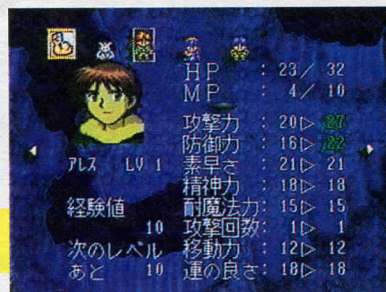 HP : 23/ 32
MP : 4/ 10
攻撃力 : 20▷ 27
防御力 : 16▷ 22
アレス LV 1
素早さ : 21▷ 21
精神力 : 18▷ 18
経験値
耐魔法力: 15▷ 15
10
攻撃回数: 1▷ 1
次のレベル
移動力 : 12▷ 12
あと 10
運の良さ: 18▷ 18